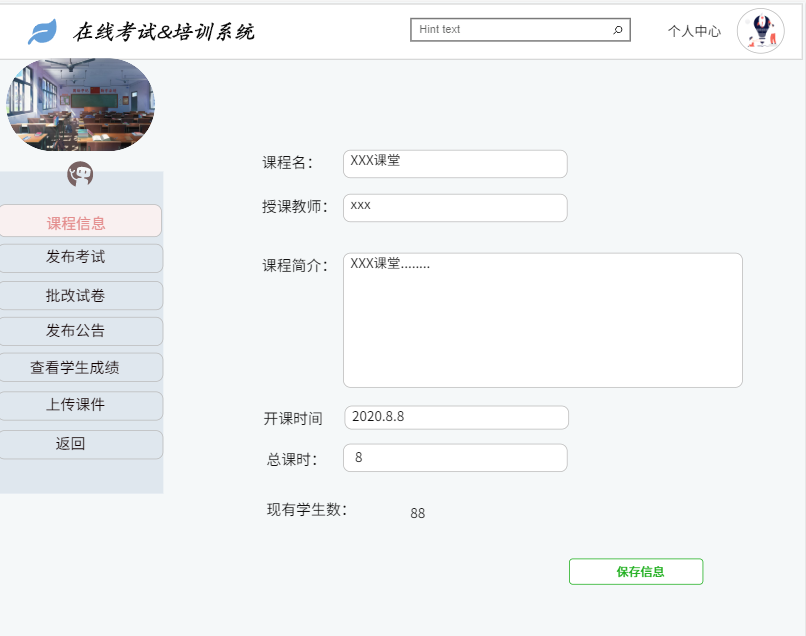 在线考试&培训系统
Hint text
个人中心
课程信息
发布考试
批改试卷
发布公告
查看学生成绩
上传课件
返回
课程名：
XXX课堂
授课教师：
xxx
课程简介：
XXX课堂........
开课时间
2020.8.8
总课时：
8
现有学生数：
88
保存信息